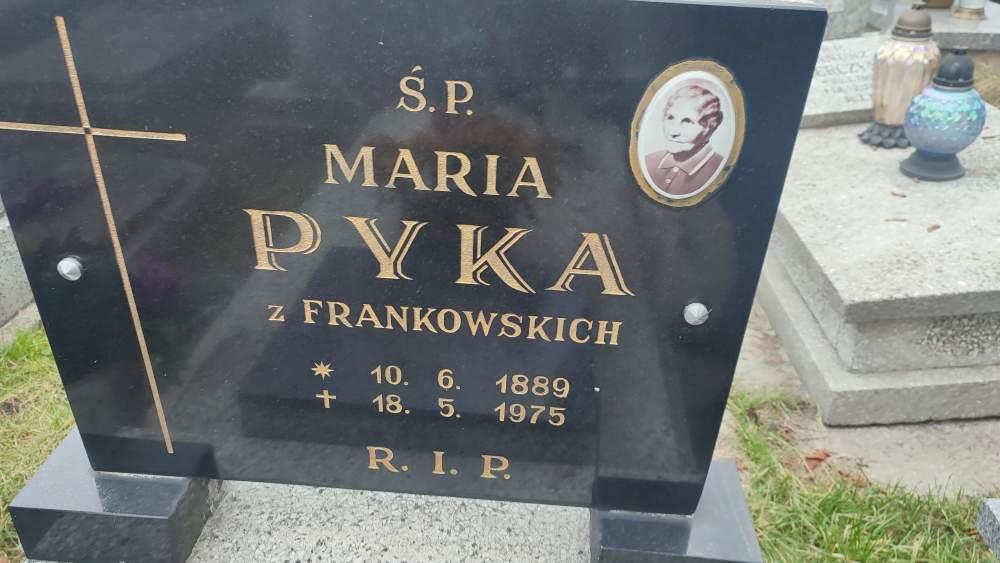 Ś.P.
MARIA
PYKA
z FRANKOWSKICH
* 10. 6. 1889
† 18. 5. 1975
R. I. P.